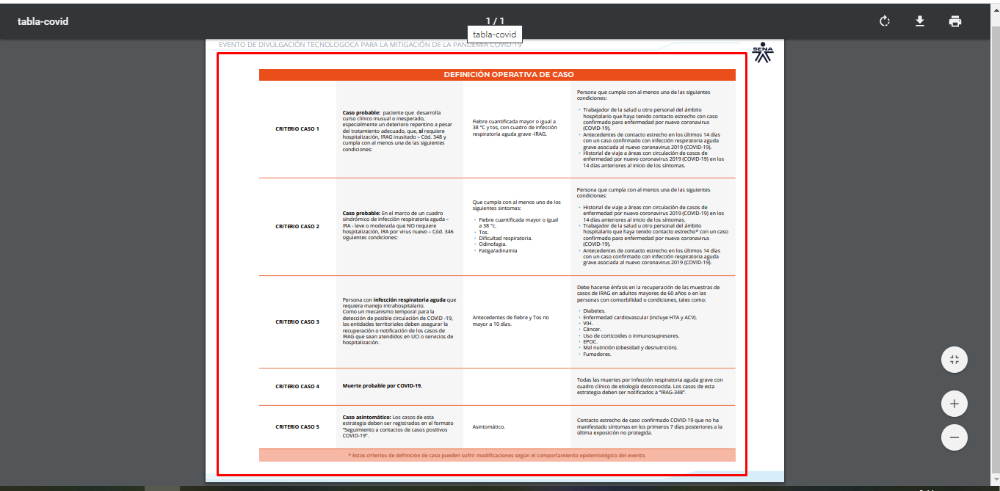 tabla-covid
1 / 1
tabla-covid
EVENTO DE DIVULGACIÓN TECNOLOGOCA PARA LA MITIGACIÓN DE LA PANDEMIA COVID-19
SENA
DEFINICIÓN OPERATIVA DE CASO
CRITERIO CASO 1
Caso probable: paciente que desarrolla
curso clínico inusual o inesperado,
especialmente un deterioro repentino a pesar
del tratamiento adecuado, que, sí requiere
hospitalización, IRAG inusitado – Cód. 348 y
cumpla con al menos una de las siguientes
condiciones:
Fiebre cuantificada mayor o igual a
38 °C y tos, con cuadro de infección
respiratoria aguda grave -IRAG.
Persona que cumpla con al menos una de las siguientes
condiciones:
· Trabajador de la salud u otro personal del ámbito
hospitalario que haya tenido contacto estrecho con caso
confirmado para enfermedad por nuevo coronavirus
(COVID-19).
· Antecedentes de contacto estrecho en los últimos 14 días
con un caso confirmado con infección respiratoria aguda
grave asociada al nuevo coronavirus 2019 (COVID-19).
· Historial de viaje a áreas con circulación de casos de
enfermedad por nuevo coronavirus 2019 (COVID-19) en los
14 días anteriores al inicio de los síntomas.
CRITERIO CASO 2
Caso probable: En el marco de un cuadro
sindrómico de infección respiratoria aguda –
IRA - leve o moderada que NO requiere
hospitalización, IRA por virus nuevo – Cód. 346
siguientes condiciones:
Que cumpla con al menos uno de los
siguientes sintomas:
· Fiebre cuantificada mayor o igual
a 38 °c.
· Tos.
· Dificultad respiratoria.
· Odinofagia.
· Fatiga/adinamia
Persona que cumpla con al menos una de las siguientes
condiciones:
· Historial de viaje a áreas con circulación de casos de
enfermedad por nuevo coronavirus 2019 (COVID-19) en los
14 días anteriores al inicio de los síntomas.
· Trabajador de la salud u otro personal del ámbito
hospitalario que haya tenido contacto estrecho* con un caso
confirmado para enfermedad por nuevo coronavirus
(COVID-19).
· Antecedentes de contacto estrecho en los últimos 14 días
con un caso confirmado con infección respiratoria aguda
grave asociada al nuevo coronavirus 2019 (COVID-19).
CRITERIO CASO 3
Persona con infección respiratoria aguda que
requiera manejo intrahospitalario.
Como un mecanismo temporal para la
detección de posible circulación de COVID -19,
las entidades territoriales deben asegurar la
recuperación o notificación de los casos de
IRAG que sean atendidos en UCI o servicios de
hospitalización.
Antecedentes de fiebre y Tos no
mayor a 10 días.
Debe hacerse énfasis en la recuperación de las muestras de
casos de IRAG en adultos mayores de 60 años o en las
personas con comorbilidad o condiciones, tales como:
· Diabetes.
· Enfermedad cardiovascular (incluye HTA y ACV).
· VIH.
· Cáncer.
· Uso de corticoides o inmunosupresores.
· EPOC.
· Mal nutrición (obesidad y desnutrición).
· Fumadores.
CRITERIO CASO 4
Muerte probable por COVID-19.
Todas las muertes por infección respiratoria aguda grave con
cuadro clínico de etiología desconocida. Los casos de esta
estrategia deben ser notificados a “IRAG-348”.
CRITERIO CASO 5
Caso asintomático: Los casos de esta
estrategia deben ser registrados en el formato
“Seguimiento a contactos de casos positivos
COVID-19”.
Asintomático.
Contacto estrecho de caso confirmado COVID-19 que no ha
manifestado síntomas en los primeros 7 días posteriores a la
última exposición no protegida.
* Estos criterios de definición de caso pueden sufrir modificaciones según el comportamiento epidemiológico del evento.